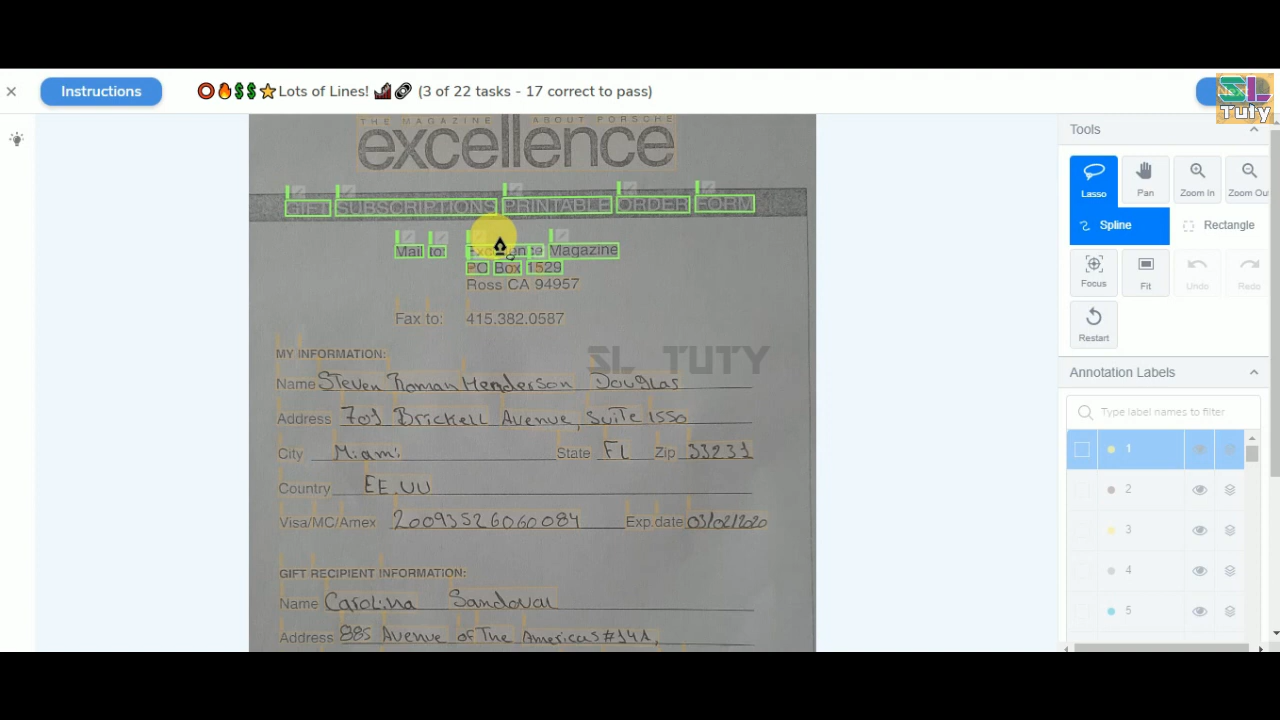 Instructions
Lots of Lines! (3 of 22 tasks - 17 correct to pass)
SL Tuty
THE MAGAZINE ABOUT PORSCHE
excellence
GIFT SUBSCRIPTIONS PRINTABLE ORDER FORM
Mail to: Excellence Magazine
PO Box 1529
Ross CA 94957
Fax to: 415.382.0587
SL TUTY
MY INFORMATION:
Name Steven Roman Henderson Douglas
Address 701 Brickell Avenue, Suite 1550
City Miami State FL Zip 33231
Country EE.UU
Visa/MC/Amex 20093526060084 Exp.date 03/02/2020
GIFT RECIPIENT INFORMATION:
Name Carolina Sandoval
Address 885 Avenue of The Americas #141,
Tools
Lasso
Pan
Zoom In
Zoom Out
Spline
Rectangle
Focus
Fit
Undo
Redo
Restart
Annotation Labels
Type label names to filter
1
2
3
4
5